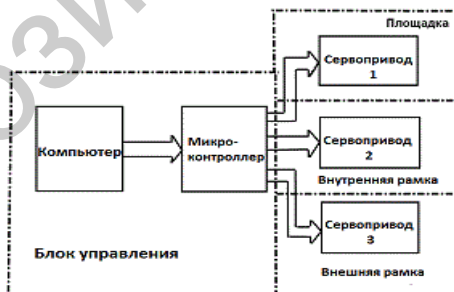 Площадка
Сервопривод
1
Компьютер
Микро-
контроллер
Сервопривод
2
Внутренняя рамка
Сервопривод
3
Блок управления
Внешняя рамка